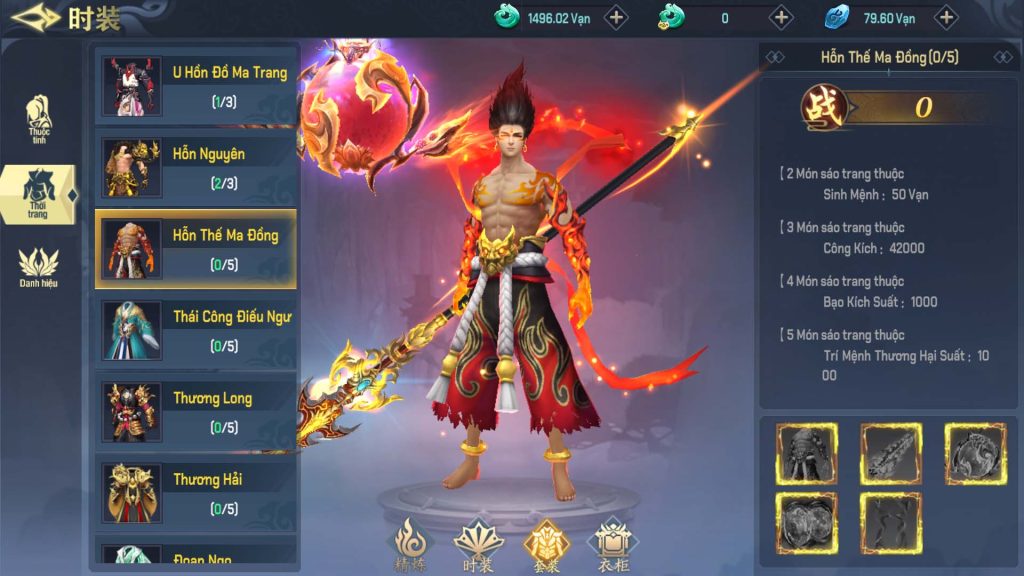 时装
1496.02 Vạn
0
79.60 Vạn
Thuộc
tính
Thời
trang
Danh hiệu
U Hồn Đồ Ma Trang
(1/3)
Hỗn Nguyên
(2/3)
Hỗn Thế Ma Đồng
(0/5)
Thái Công Điếu Ngư
(0/5)
Thương Long
(0/5)
Thương Hải
(0/5)
Đoan Ngọ
精炼
时装
套装
衣柜
Hỗn Thế Ma Đồng(0/5)
战
0
【2 Món sáo trang thuộc
Sinh Mệnh : 50 Vạn
【3 Món sáo trang thuộc
Công Kích : 42000
【4 Món sáo trang thuộc
Bạo Kích Suất : 1000
【5 Món sáo trang thuộc
Trí Mệnh Thương Hại Suất : 10
00